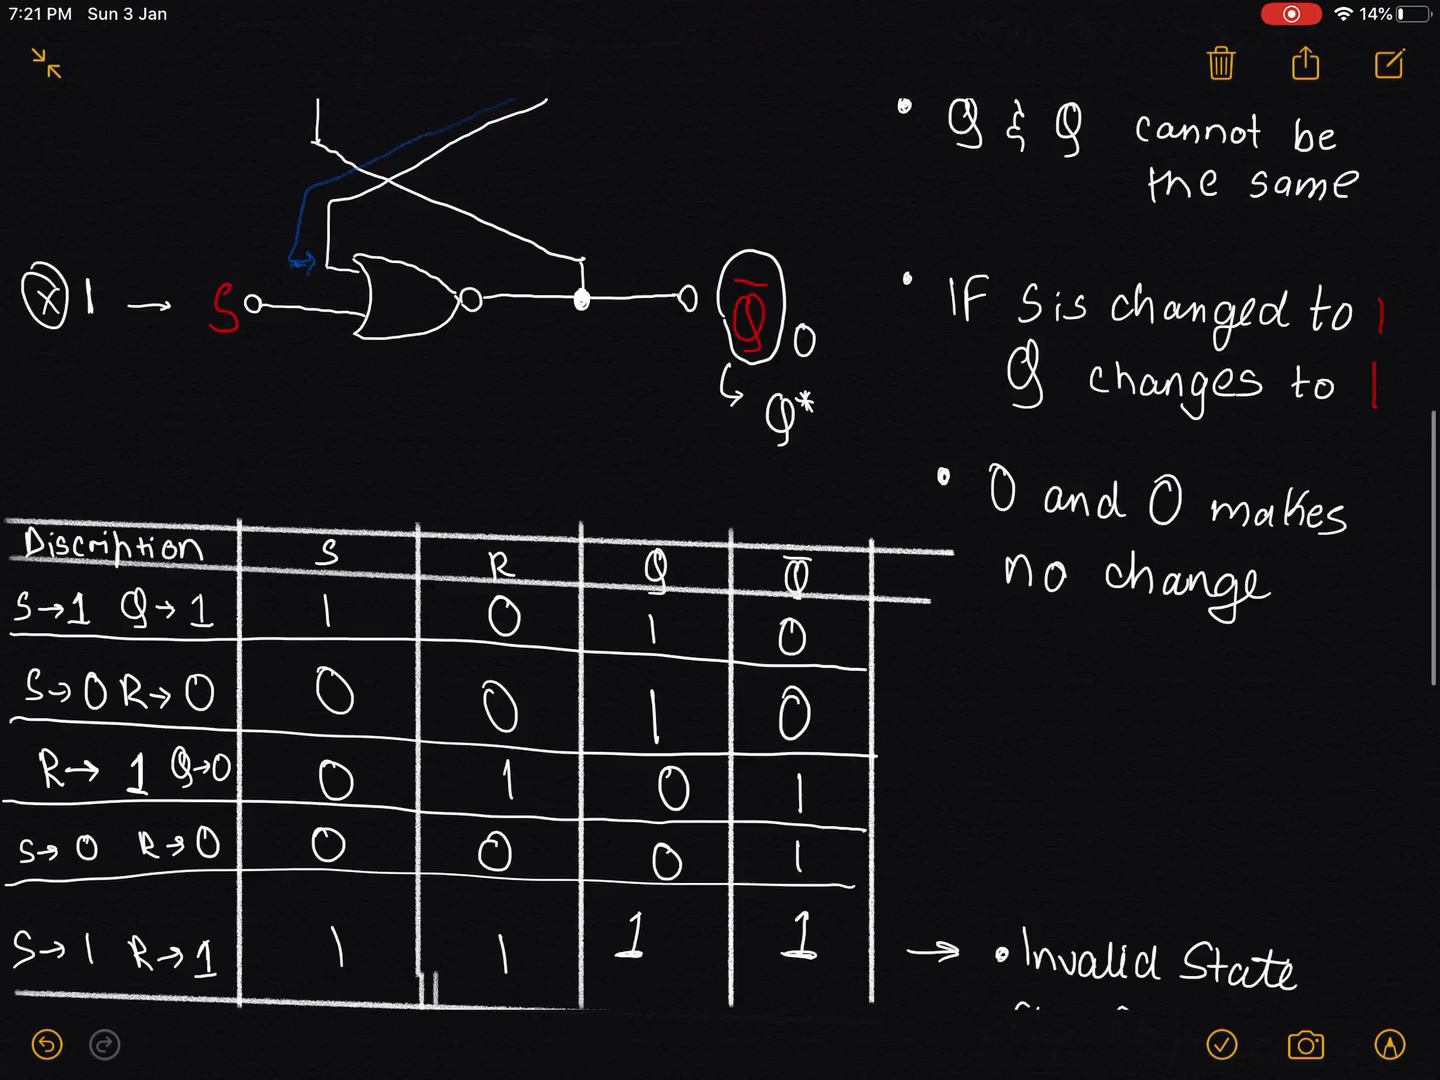 7:21 PM Sun 3 Jan
14%
• Q & Q cannot be
the same
x 1 → S
Q̅ 0
Q*
• IF S is changed to 1
Q changes to 1
• 0 and 0 makes
no change
Discription S R Q Q̅
S→1 Q→1 1 0 1 0
S→0 R→0 0 0 1 0
R→ 1 Q→0 0 1 0 1
S→0 R→0 0 0 0 1
S→1 R→1 1 1 1 1 → • Invalid State